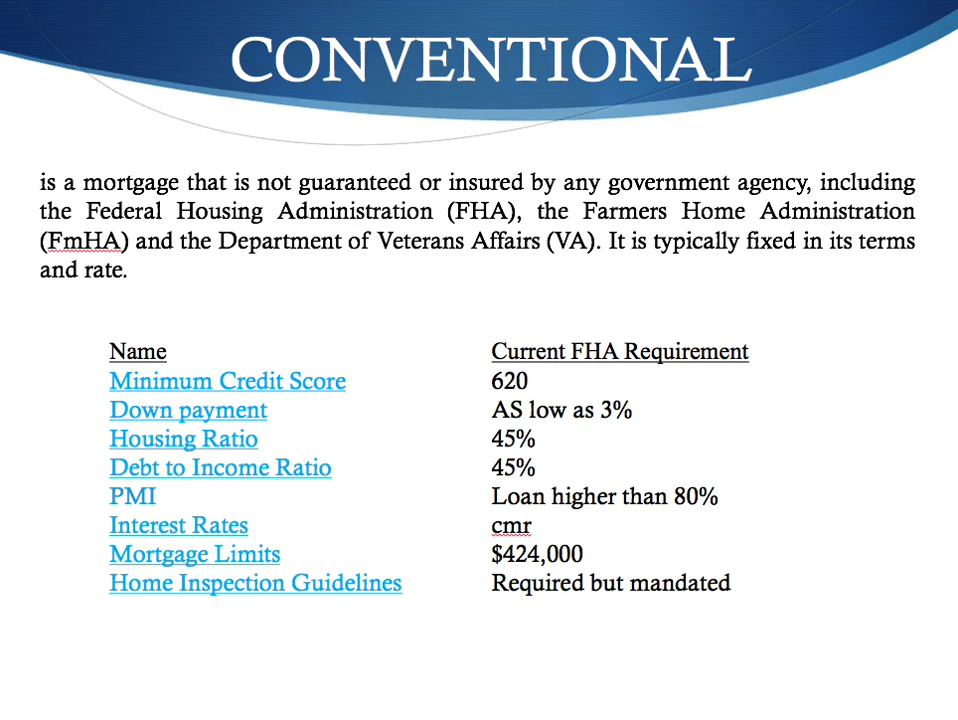 CONVENTIONAL
is a mortgage that is not guaranteed or insured by any government agency, including
the Federal Housing Administration (FHA), the Farmers Home Administration
(FmHA) and the Department of Veterans Affairs (VA). It is typically fixed in its terms
and rate.
Name Current FHA Requirement
Minimum Credit Score 620
Down payment AS low as 3%
Housing Ratio 45%
Debt to Income Ratio 45%
PMI Loan higher than 80%
Interest Rates cmr
Mortgage Limits $424,000
Home Inspection Guidelines Required but mandated